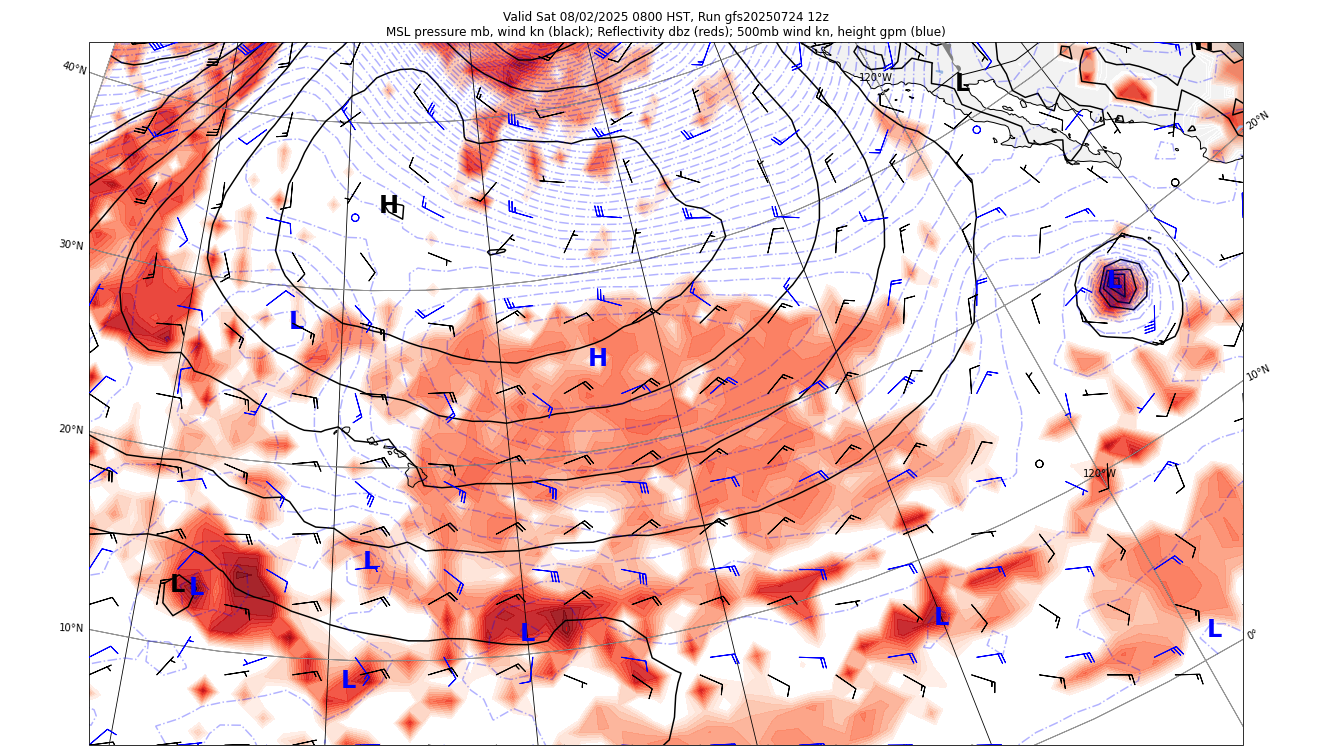 Valid Sat 08/02/2025 0800 HST, Run gfs20250724 12z
MSL pressure mb, wind kn (black); Reflectivity dbz (reds); 500mb wind kn, height gpm (blue)
H
40°N
120°W
L
20°N
H
30°N
L
L
H
10°N
20°N
120°W
L
L
L
10°N
L
L
L
0°
L